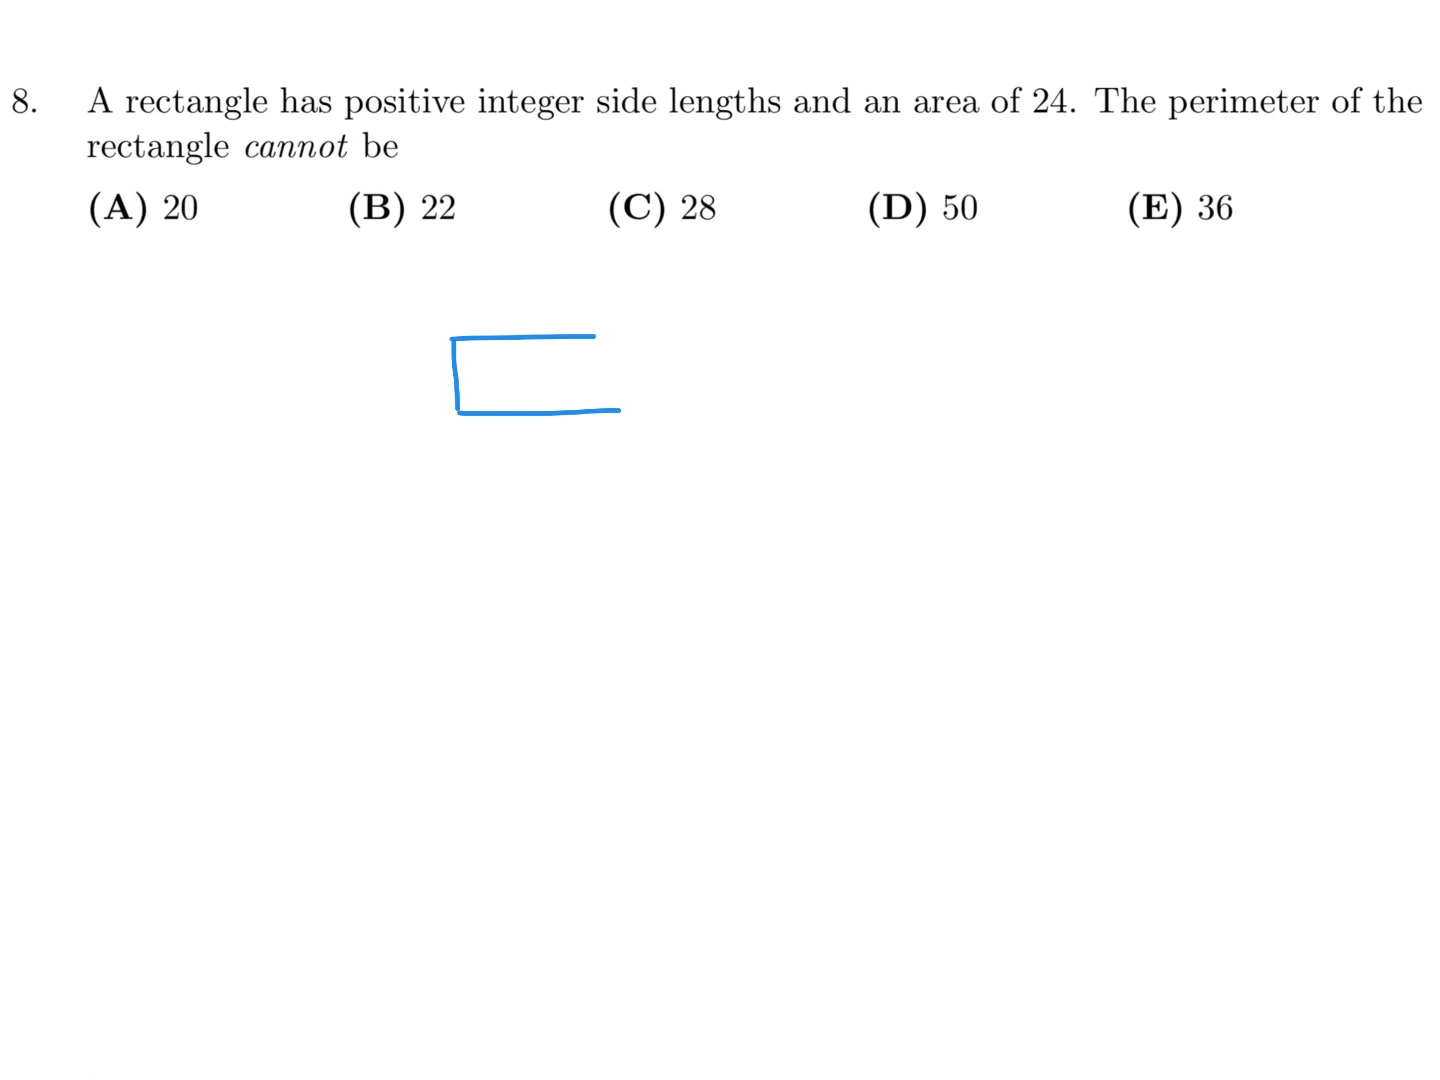 8. A rectangle has positive integer side lengths and an area of 24. The perimeter of the
rectangle cannot be
(A) 20 (B) 22 (C) 28 (D) 50 (E) 36